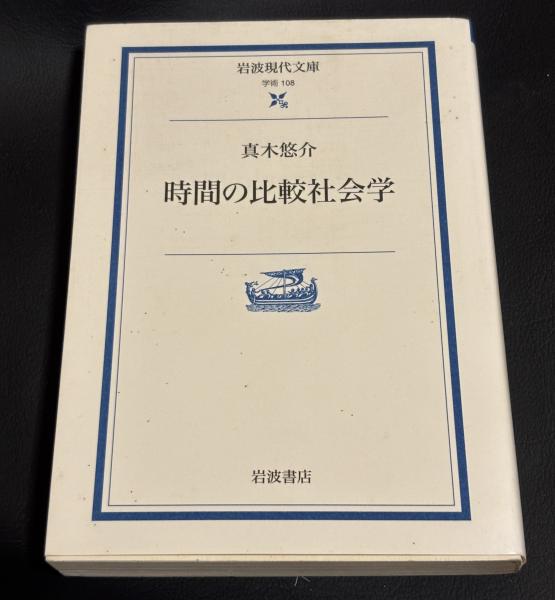 岩波現代文庫
学術 108
真木悠介
時間の比較社会学
岩波書店